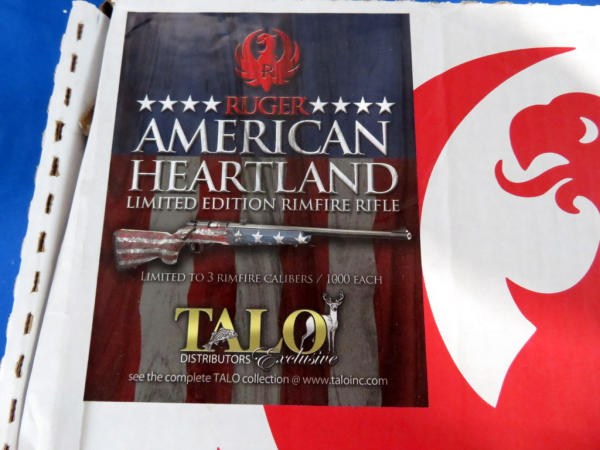 R
★★★★ RUGER ★★★★
AMERICAN
HEARTLAND
LIMITED EDITION RIMFIRE RIFLE
LIMITED TO 3 RIMFIRE CALIBERS / 1000 EACH
TALO
DISTRIBUTORS Exclusive
see the complete TALO collection @ www.taloinc.com